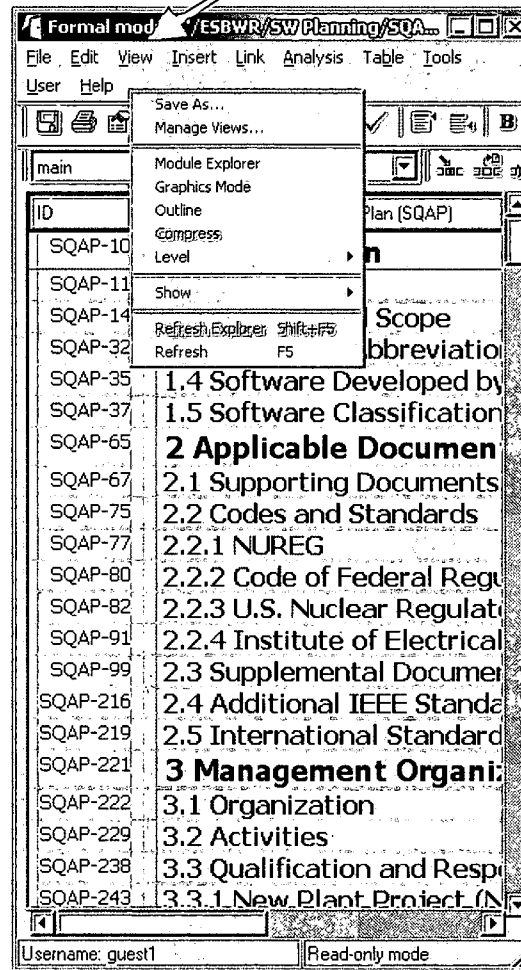 Formal mod '/ESBWR/SW Planning/SQA...
File Edit View Insert Link Analysis Table Tools
User Help
Save As...
Manage Views...
Module Explorer
Graphics Mode
Outline
Compress
Level
Show
Refresh Explorer Shift+F5
Refresh F5
B
main
ID Plan (SQAP)
SQAP-10 n
SQAP-11
SQAP-14 Scope
SQAP-32 bbreviatio
SQAP-35 1.4 Software Developed by
SQAP-37 1.5 Software Classification
SQAP-65 2 Applicable Documen
SQAP-67 2.1 Supporting Documents
SQAP-75 2.2 Codes and Standards
SQAP-77 2.2.1 NUREG
SQAP-80 2.2.2 Code of Federal Regu
SQAP-82 2.2.3 U.S. Nuclear Regulat
SQAP-91 2.2.4 Institute of Electrical
SQAP-99 2.3 Supplemental Documen
SQAP-216 2.4 Additional IEEE Standa
SQAP-219 2.5 International Standard
SQAP-221 3 Management Organi
SQAP-222 3.1 Organization
SQAP-229 3.2 Activities
SQAP-238 3.3 Qualification and Resp
SQAP-243 3.3.1 New Plant Project (N
Username: guest1 Read-only mode